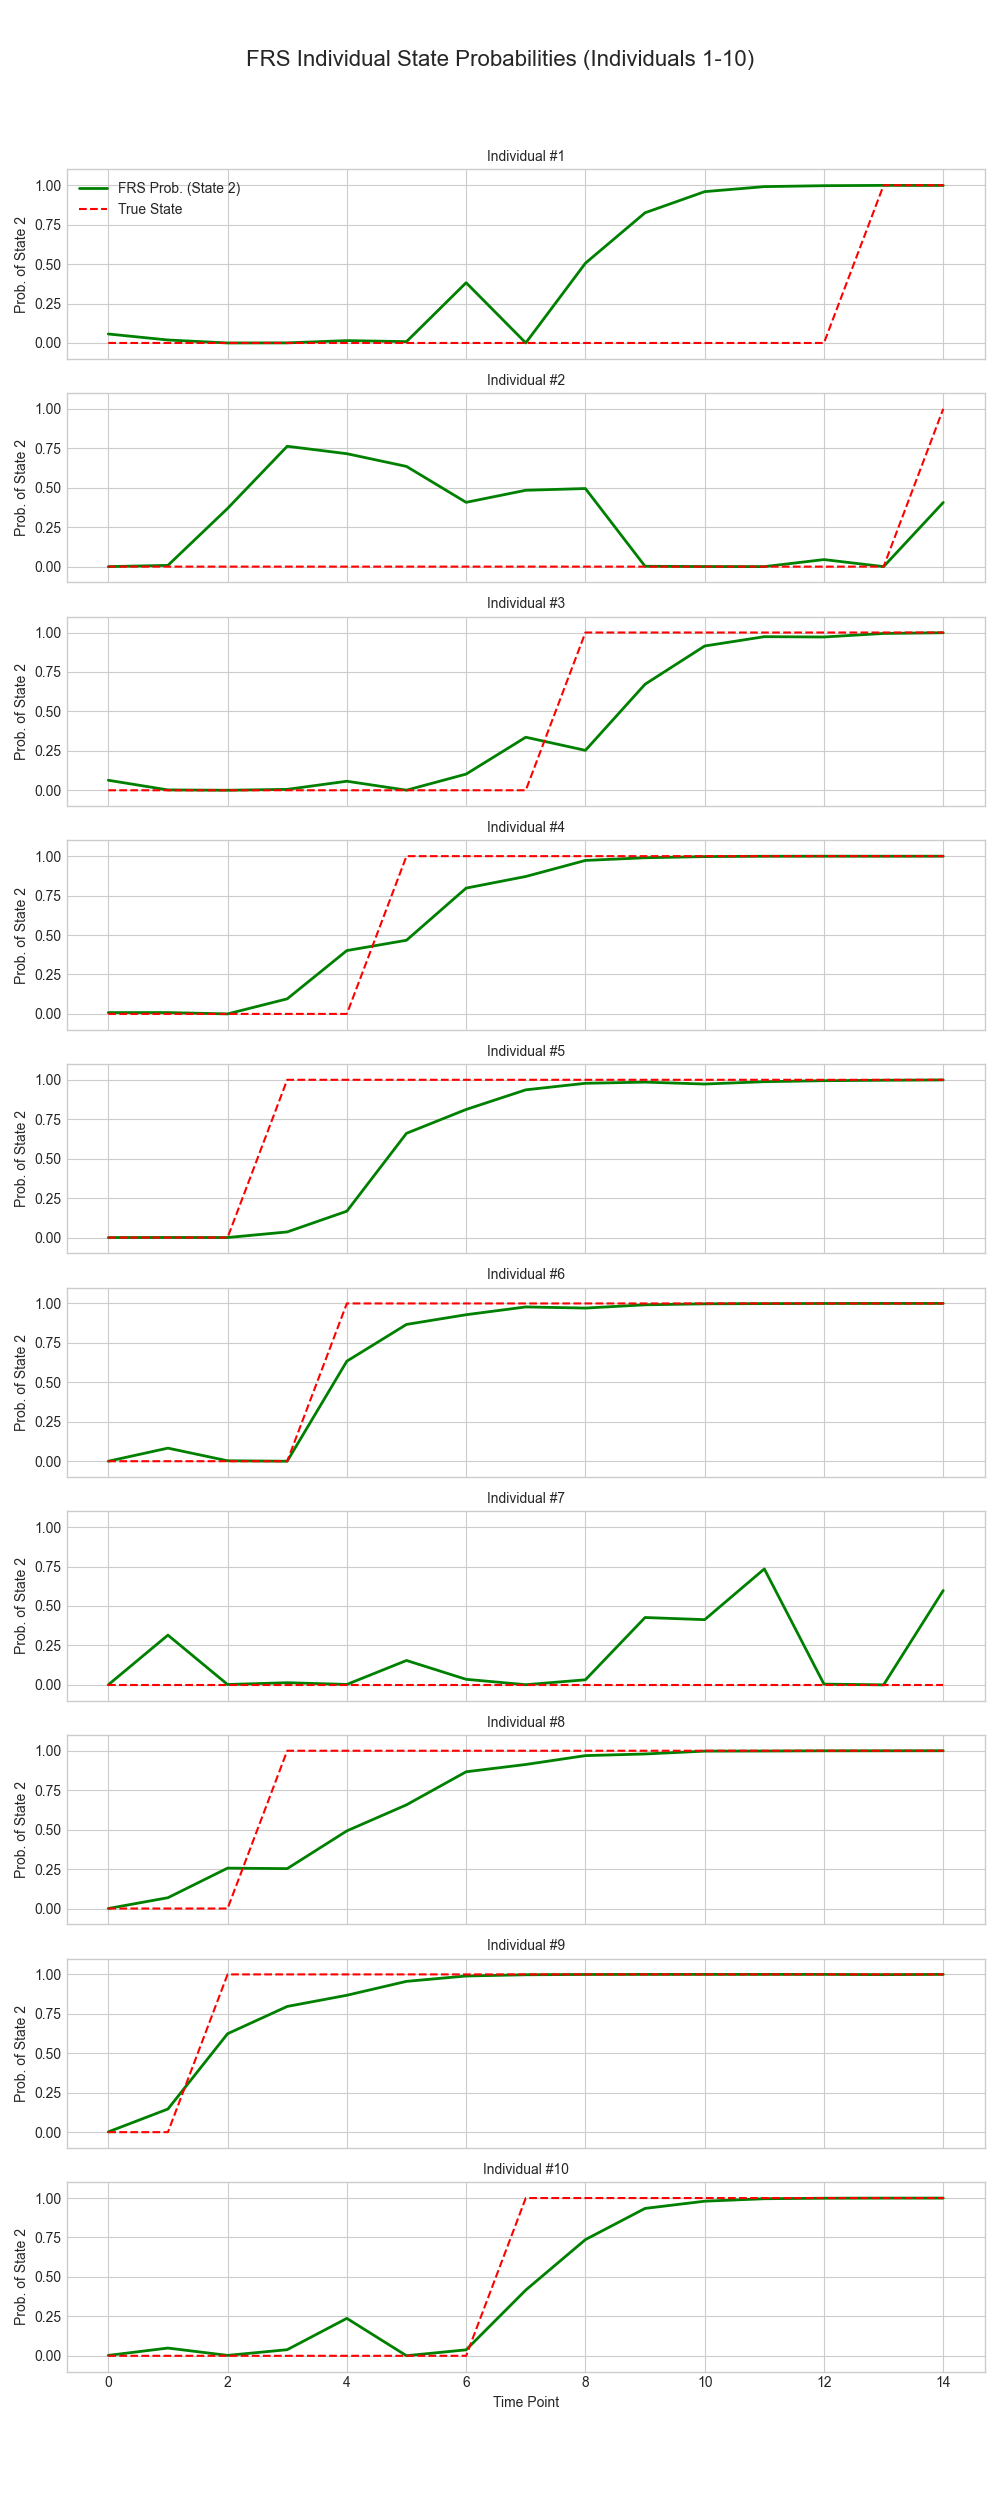 FRS Individual State Probabilities (Individuals 1-10)
Individual #1
FRS Prob. (State 2)
True State
Prob. of State 2
1.00
0.75
0.50
0.25
0.00
Individual #2
Prob. of State 2
1.00
0.75
0.50
0.25
0.00
Individual #3
Prob. of State 2
1.00
0.75
0.50
0.25
0.00
Individual #4
Prob. of State 2
1.00
0.75
0.50
0.25
0.00
Individual #5
Prob. of State 2
1.00
0.75
0.50
0.25
0.00
Individual #6
Prob. of State 2
1.00
0.75
0.50
0.25
0.00
Individual #7
Prob. of State 2
1.00
0.75
0.50
0.25
0.00
Individual #8
Prob. of State 2
1.00
0.75
0.50
0.25
0.00
Individual #9
Prob. of State 2
1.00
0.75
0.50
0.25
0.00
Individual #10
Prob. of State 2
1.00
0.75
0.50
0.25
0.00
0 2 4 6 8 10 12 14
Time Point